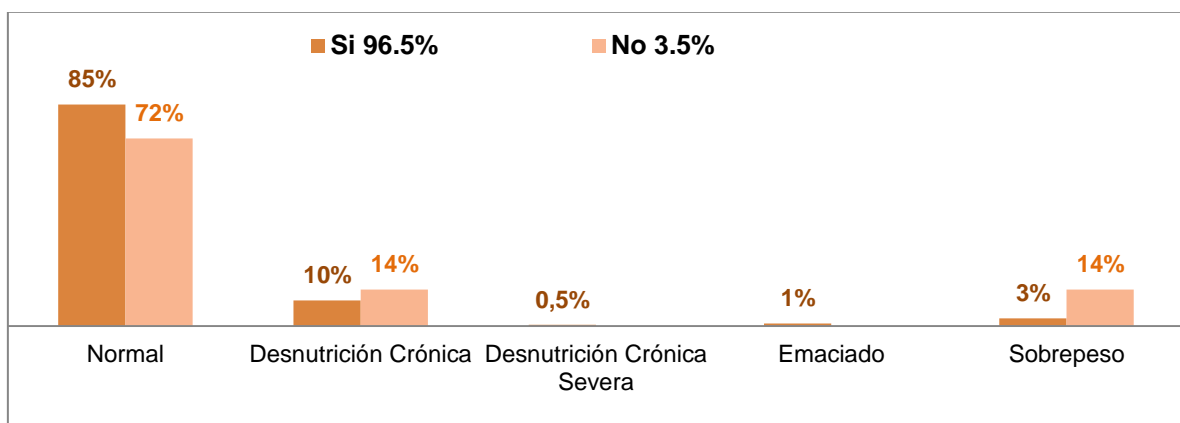 Si 96.5% No 3.5%
85%
72%
10%
14%
0,5%
1%
3%
14%
Normal
Desnutrición Crónica
Desnutrición Crónica
Severa
Emaciado
Sobrepeso